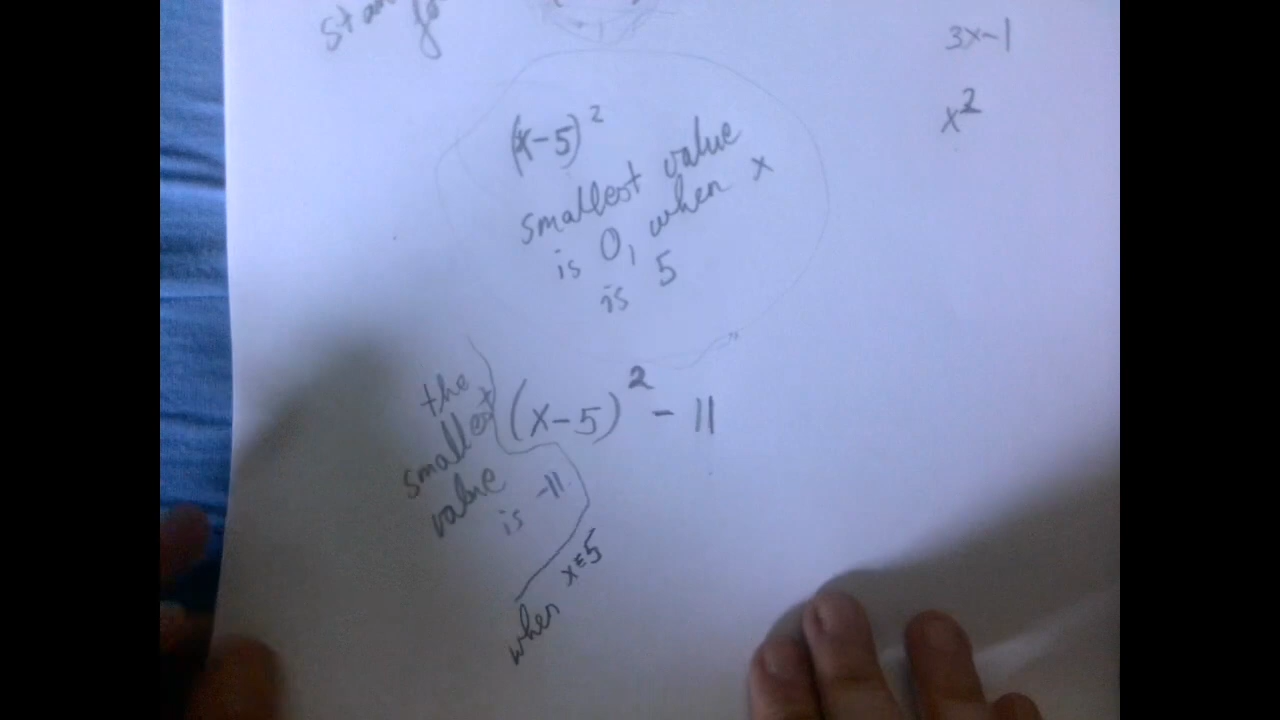 3x-1
x²
(x-5)²
smallest value
is 0, when x
is 5
(x-5)² - 11
the
smallest
value
is -11
when x=5